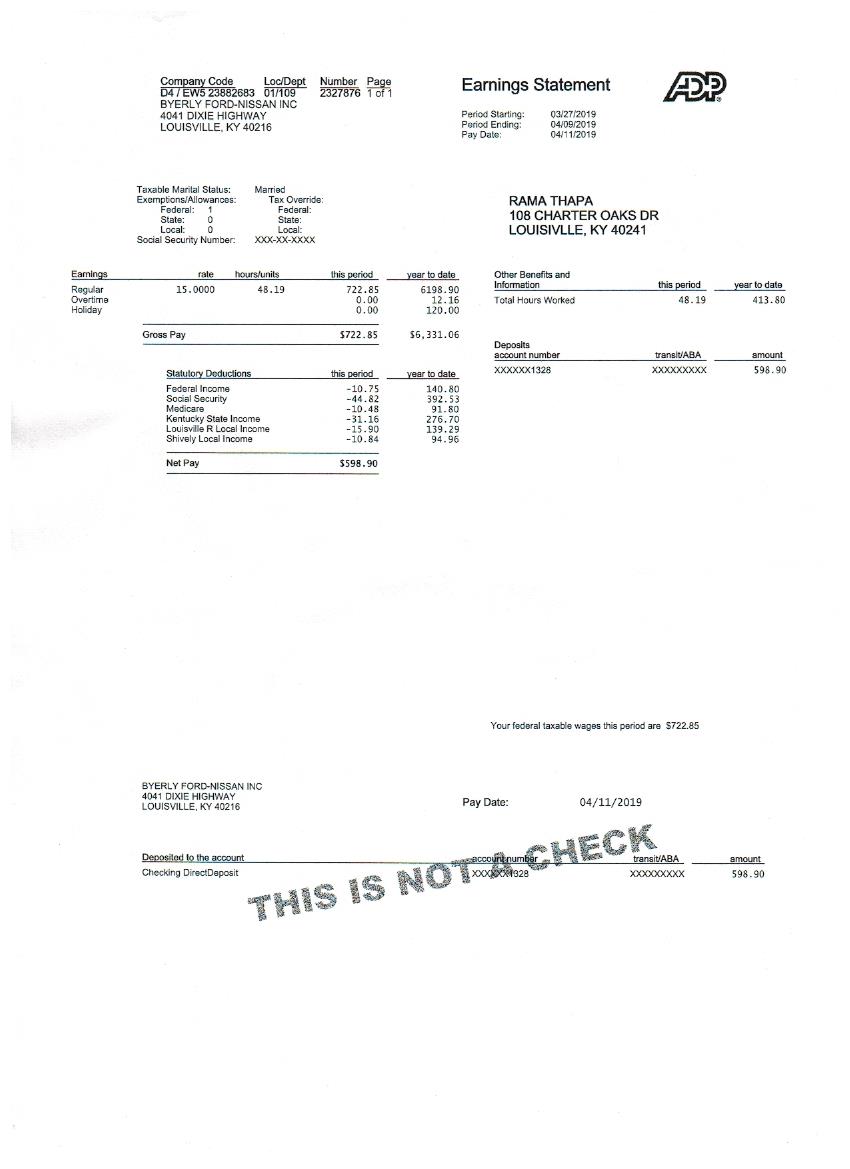 Company Code Loc/Dept Number Page
D4 / EW5 23882683 01/109 2327876 1 of 1
BYERLY FORD-NISSAN INC
4041 DIXIE HIGHWAY
LOUISVILLE, KY 40216
Earnings Statement
ADP
Period Starting: 03/27/2019
Period Ending: 04/09/2019
Pay Date: 04/11/2019
Taxable Marital Status: Married
Exemptions/Allowances: Tax Override:
Federal: 1 Federal:
State: 0 State:
Local: 0 Local:
Social Security Number: XXX-XX-XXXX
RAMA THAPA
108 CHARTER OAKS DR
LOUISIVLLE, KY 40241
Earnings rate hours/units this period year to date
Regular 15.0000 48.19 722.85 6198.90
Overtime 0.00 12.16
Holiday 0.00 120.00
Gross Pay $722.85 $6,331.06
Statutory Deductions this period year to date
Federal Income -10.75 140.80
Social Security -44.82 392.53
Medicare -10.48 91.80
Kentucky State Income -31.16 276.70
Louisville R Local Income -15.90 139.29
Shively Local Income -10.84 94.96
Net Pay $598.90
Other Benefits and
Information this period year to date
Total Hours Worked 48.19 413.80
Deposits
account number transit/ABA amount
XXXXXX1328 XXXXXXXXX 598.90
Your federal taxable wages this period are $722.85
BYERLY FORD-NISSAN INC
4041 DIXIE HIGHWAY
LOUISVILLE, KY 40216
Pay Date: 04/11/2019
Deposited to the account account number transit/ABA amount
Checking DirectDeposit XXXXXX1328 XXXXXXXXX 598.90
THIS IS NOT A CHECK